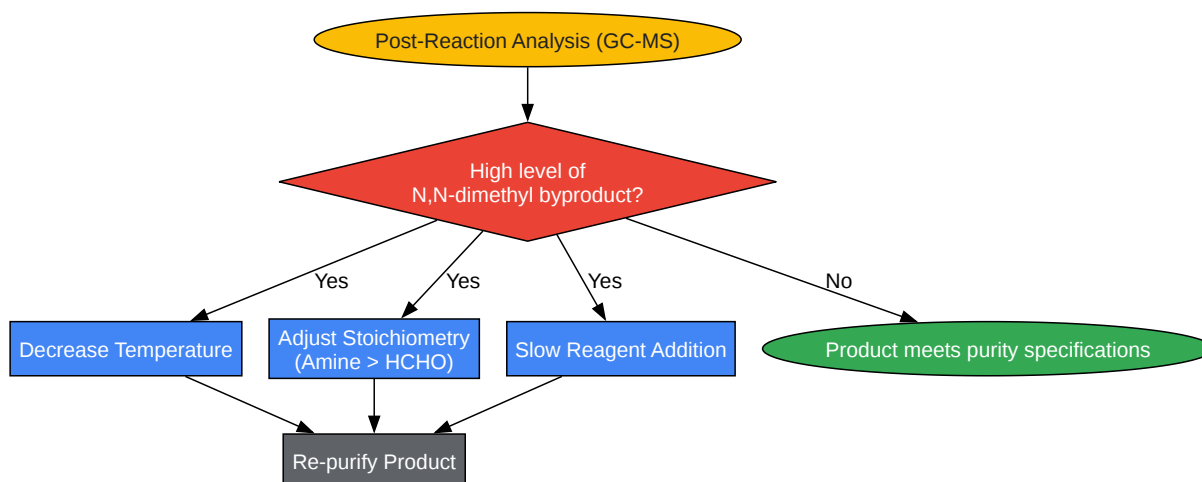 Post-Reaction Analysis (GC-MS)
High level of
N,N-dimethyl byproduct?
Yes
Yes
Yes
No
Decrease Temperature
Adjust Stoichiometry
(Amine > HCHO)
Slow Reagent Addition
Product meets purity specifications
Re-purify Product